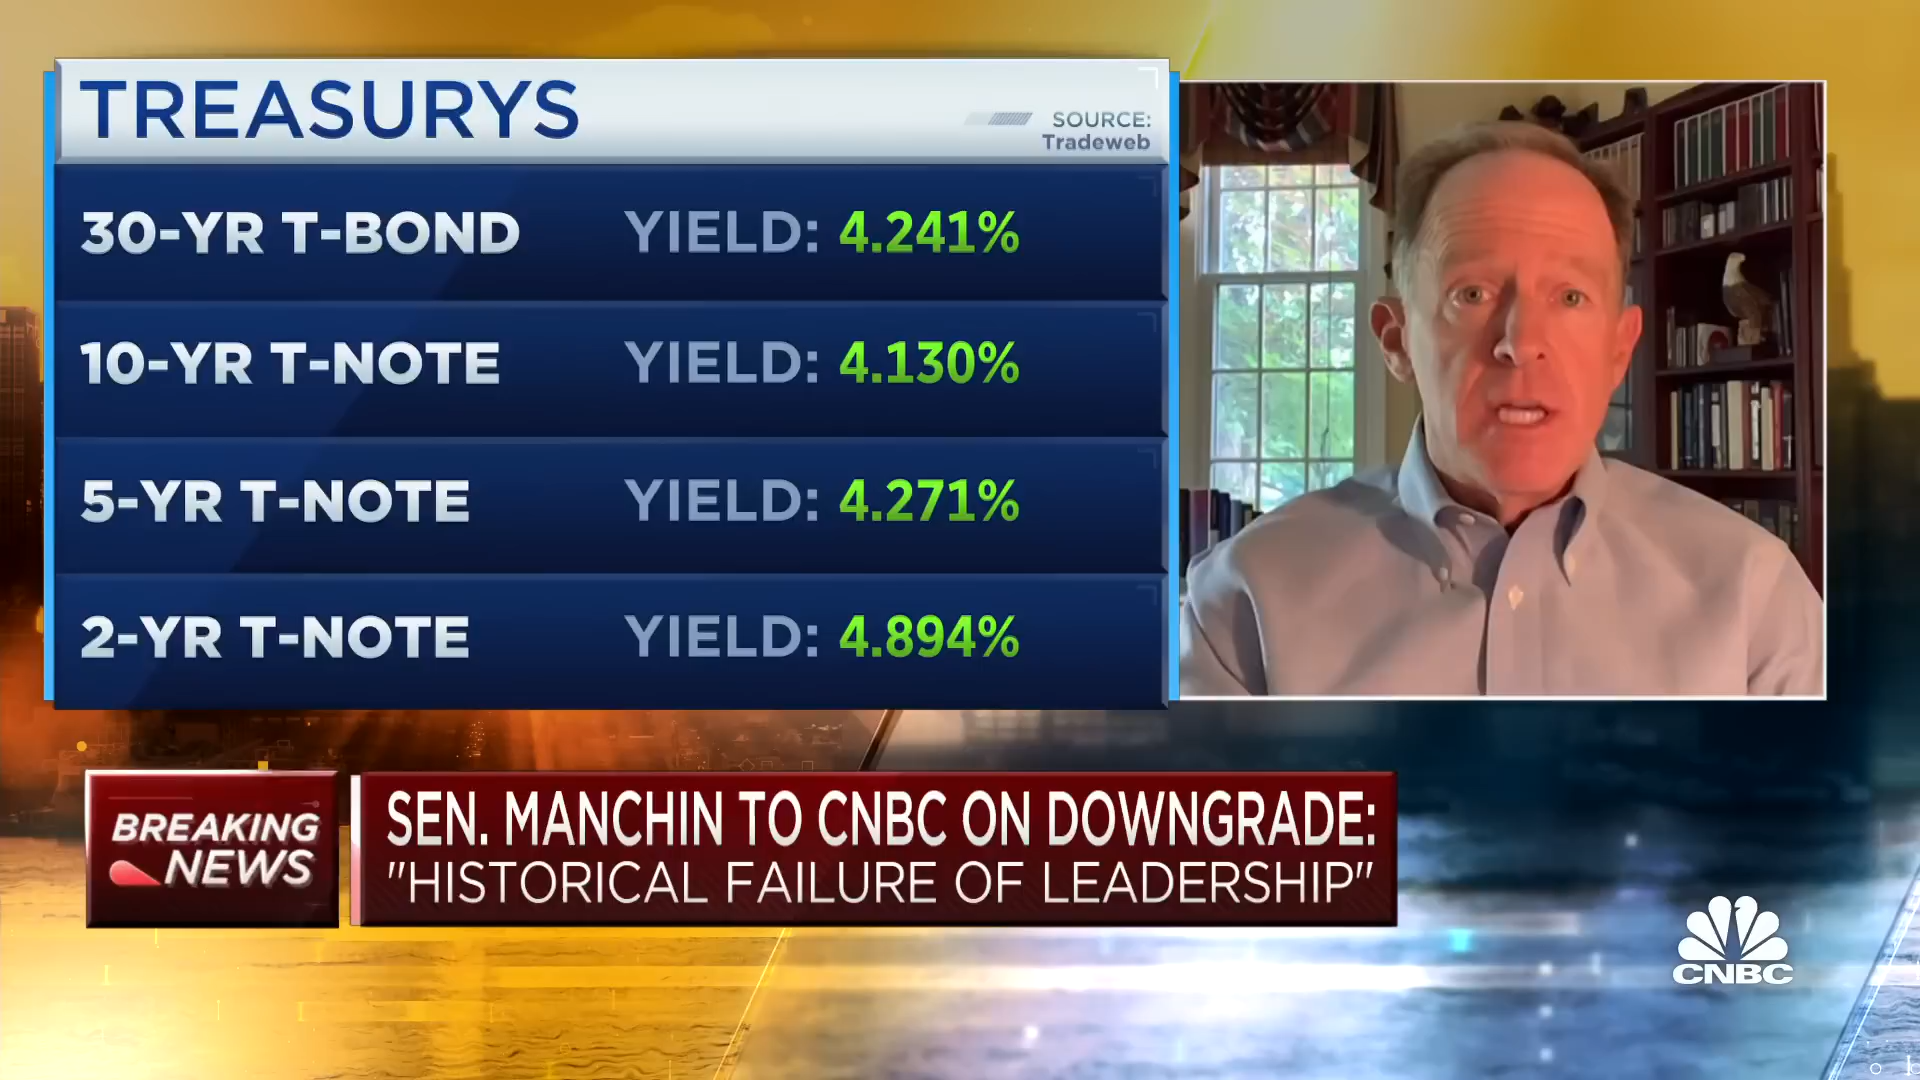 TREASURYS
SOURCE:
Tradeweb
30-YR T-BOND YIELD: 4.241%
10-YR T-NOTE YIELD: 4.130%
5-YR T-NOTE YIELD: 4.271%
2-YR T-NOTE YIELD: 4.894%
BREAKING
NEWS
SEN. MANCHIN TO CNBC ON DOWNGRADE:
"HISTORICAL FAILURE OF LEADERSHIP"
CNBC